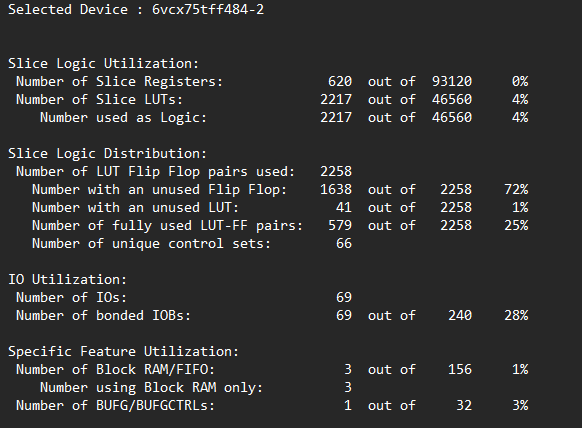 Selected Device : 6vcx75tff484-2
Slice Logic Utilization:
Number of Slice Registers: 620 out of 93120 0%
Number of Slice LUTs: 2217 out of 46560 4%
Number used as Logic: 2217 out of 46560 4%
Slice Logic Distribution:
Number of LUT Flip Flop pairs used: 2258
Number with an unused Flip Flop: 1638 out of 2258 72%
Number with an unused LUT: 41 out of 2258 1%
Number of fully used LUT-FF pairs: 579 out of 2258 25%
Number of unique control sets: 66
IO Utilization:
Number of IOs: 69
Number of bonded IOBs: 69 out of 240 28%
Specific Feature Utilization:
Number of Block RAM/FIFO: 3 out of 156 1%
Number using Block RAM only: 3
Number of BUFG/BUFGCTRLs: 1 out of 32 3%